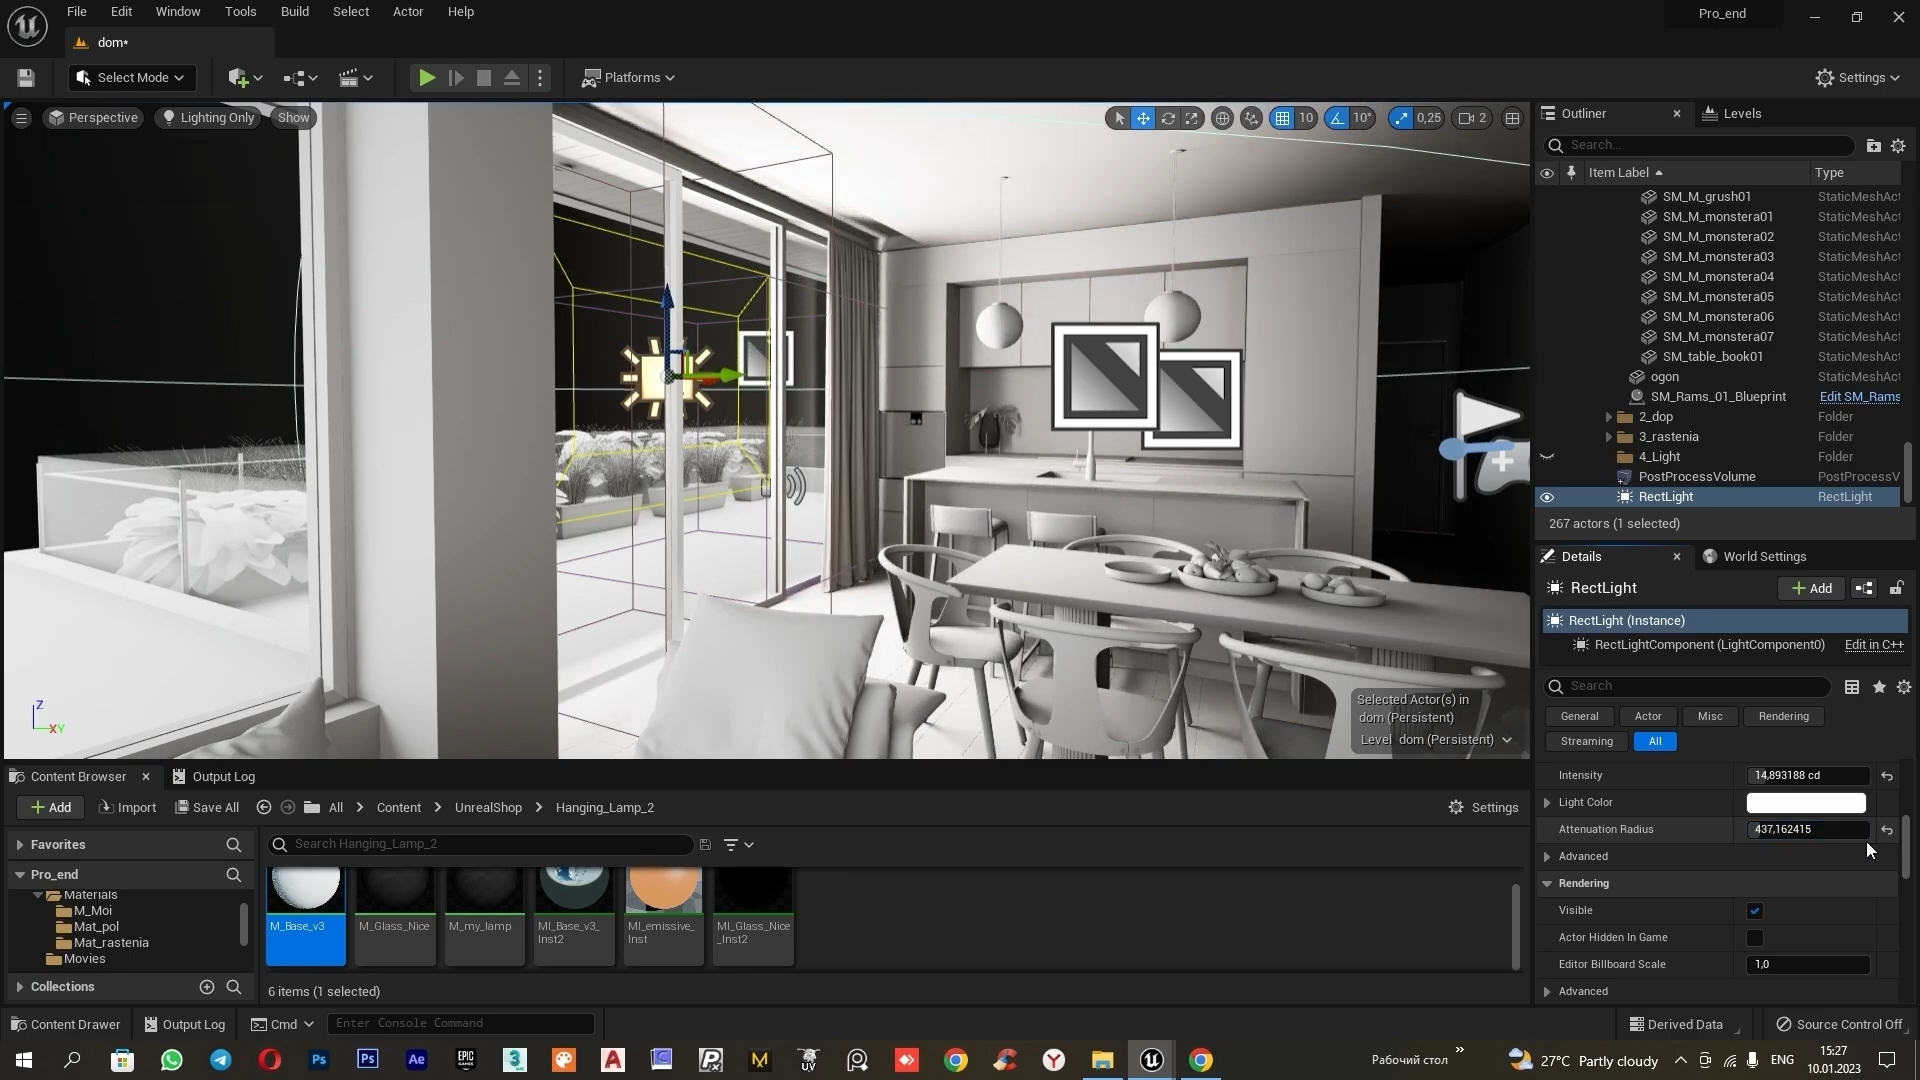 File Edit Window Tools Build Select Actor Help
Pro_end
dom*
Select Mode
Platforms
Settings
Perspective
Lighting Only
Show
10
10°
0,25
2
Selected Actor(s) in
dom (Persistent)
Level dom (Persistent)
Z
X Y
Outliner
Levels
Search...
Item Label Type
SM_M_grush01 StaticMeshAct
SM_M_monstera01 StaticMeshAct
SM_M_monstera02 StaticMeshAct
SM_M_monstera03 StaticMeshAct
SM_M_monstera04 StaticMeshAct
SM_M_monstera05 StaticMeshAct
SM_M_monstera06 StaticMeshAct
SM_M_monstera07 StaticMeshAct
SM_table_book01 StaticMeshAct
ogon StaticMeshAct
SM_Rams_01_Blueprint Edit SM_Rams
2_dop Folder
3_rastenia Folder
4_Light Folder
PostProcessVolume PostProcessV
RectLight RectLight
267 actors (1 selected)
Details
World Settings
RectLight
Add
RectLight (Instance)
RectLightComponent (LightComponent0) Edit in C++
Search
General Actor Misc Rendering
Streaming All
Intensity 14,893188 cd
Light Color
Attenuation Radius 437,162415
Advanced
Rendering
Visible
Actor Hidden In Game
Editor Billboard Scale 1,0
Advanced
Content Browser
Output Log
Add
Import
Save All
All
Content
UnrealShop
Hanging_Lamp_2
Settings
Favorites
Search Hanging_Lamp_2
Pro_end
Materials
M_Moi
Mat_pol
Mat_rastenia
Movies
Collections
M_Base_v3
M_Glass_Nice
M_my_lamp
MI_Base_v3_
Inst2
MI_emissive_
Inst
MI_Glass_Nice
_Inst2
6 items (1 selected)
Content Drawer
Output Log
Cmd
Enter Console Command
Derived Data
Source Control Off
Ps
Ps
Ae
EPIC
GAMES
3
A
C
P
M
UV
Y
Рабочий стол
27°C Partly cloudy
ENG
15:27
10.01.2023